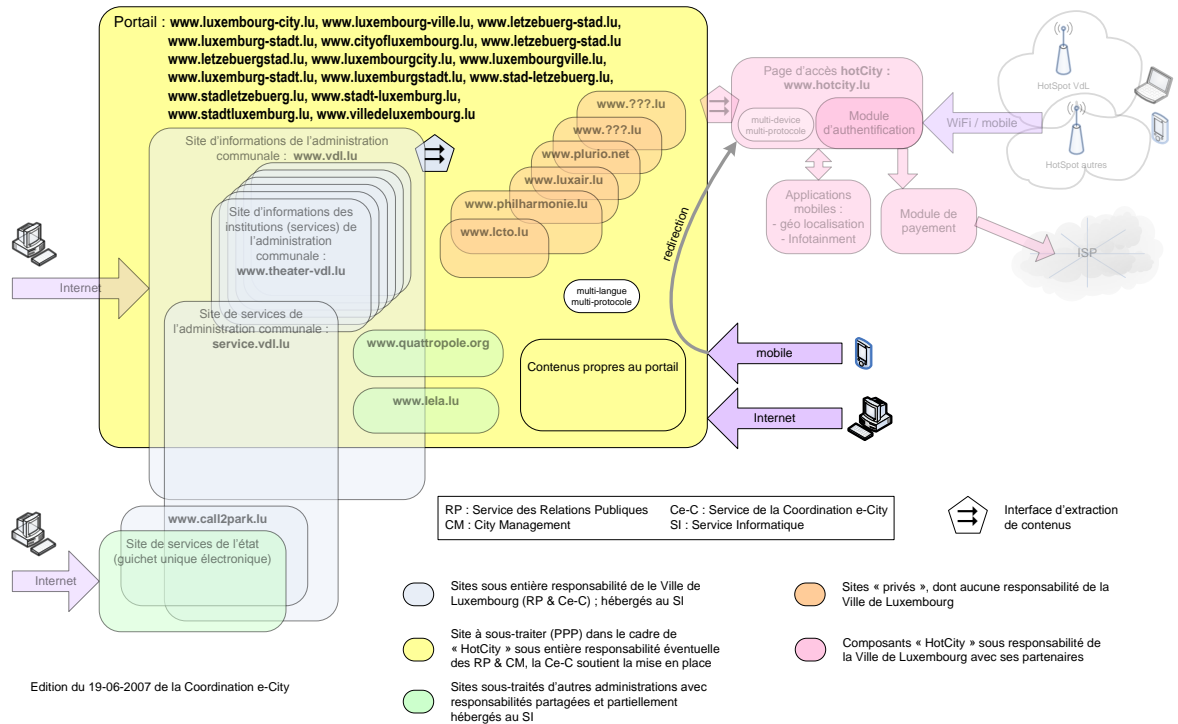 Portail : www.luxembourg-city.lu, www.luxembourg-ville.lu, www.letzebuerg-stad.lu,
www.luxemburg-stadt.lu, www.cityofluxembourg.lu, www.letzebuerg-stad.lu
www.letzebuergstad.lu, www.luxembourgcity.lu, www.luxembourgville.lu,
www.luxemburg-stadt.lu, www.luxemburgstadt.lu, www.stad-letzebuerg.lu,
www.stadletzebuerg.lu, www.stadt-luxemburg.lu,
www.stadtluxemburg.lu, www.villedeluxembourg.lu
Site d'informations de l'administration
communale : www.vdl.lu
Site d'informations des
institutions (services) de
l'administration
communale :
www.theater-vdl.lu
Site de services de
l'administration communale :
service.vdl.lu
www.???.lu
www.???.lu
www.plurio.net
www.luxair.lu
www.philharmonie.lu
www.lcto.lu
multi-langue
multi-protocole
www.quattropole.org
www.lela.lu
Contenus propres au portail
redirection
Page d'accès hotCity :
www.hotcity.lu
multi-device
multi-protocole
Module
d'authentification
WiFi / mobile
HotSpot VdL
HotSpot autres
Applications
mobiles :
- géo localisation
- Infotainment
Module de
payement
ISP
Internet
mobile
Internet
www.call2park.lu
Site de services de l'état
(guichet unique électronique)
Internet
RP : Service des Relations Publiques
CM : City Management
Ce-C : Service de la Coordination e-City
SI : Service Informatique
Interface d'extraction
de contenus
Sites sous entière responsabilité de le Ville de
Luxembourg (RP & Ce-C) ; hébergés au SI
Site à sous-traiter (PPP) dans le cadre de
« HotCity » sous entière responsabilité éventuelle
des RP & CM, la Ce-C soutient la mise en place
Sites sous-traités d'autres administrations avec
responsabilités partagées et partiellement
hébergés au SI
Sites « privés », dont aucune responsabilité de la
Ville de Luxembourg
Composants « HotCity » sous responsabilité de
la Ville de Luxembourg avec ses partenaires
Edition du 19-06-2007 de la Coordination e-City